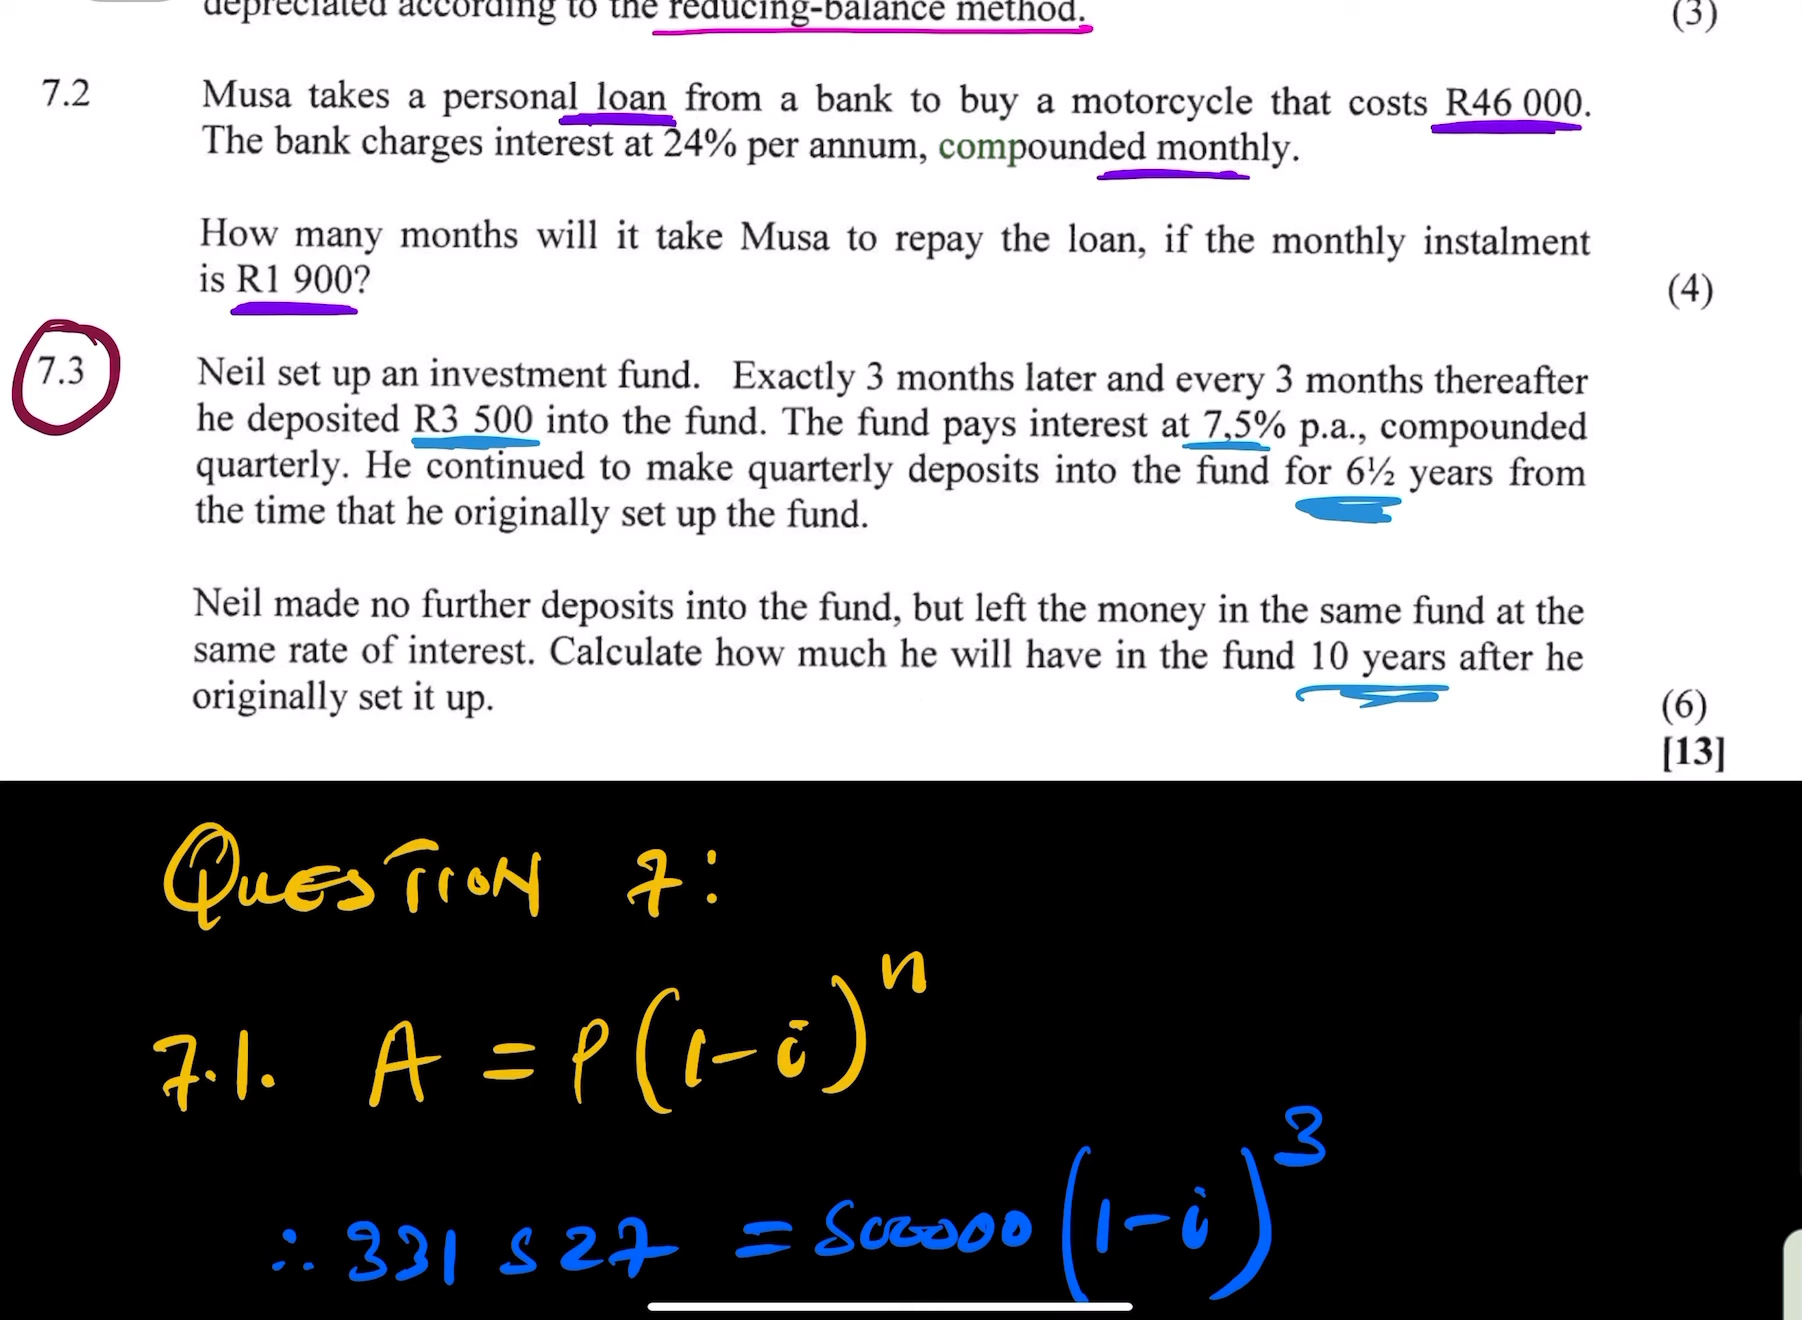 depreciated according to the reducing-balance method.
(3)
7.2 Musa takes a personal loan from a bank to buy a motorcycle that costs R46 000.
The bank charges interest at 24% per annum, compounded monthly.
How many months will it take Musa to repay the loan, if the monthly instalment
is R1 900?
(4)
7.3 Neil set up an investment fund. Exactly 3 months later and every 3 months thereafter
he deposited R3 500 into the fund. The fund pays interest at 7,5% p.a., compounded
quarterly. He continued to make quarterly deposits into the fund for 6½ years from
the time that he originally set up the fund.
Neil made no further deposits into the fund, but left the money in the same fund at the
same rate of interest. Calculate how much he will have in the fund 10 years after he
originally set it up.
(6)
[13]
QUESTION 7:
7.1. A = P(1-i)^n
∴ 331 527 = 500000(1-i)^3